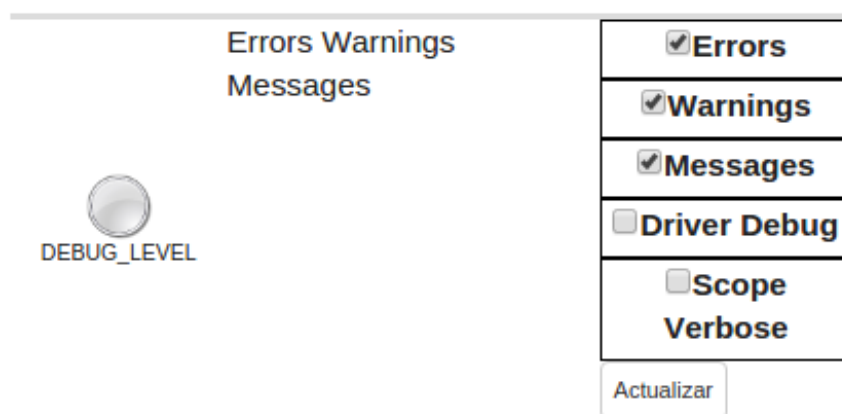 Errors Warnings
Messages
DEBUG_LEVEL
Errors
Warnings
Messages
Driver Debug
Scope
Verbose
Actualizar